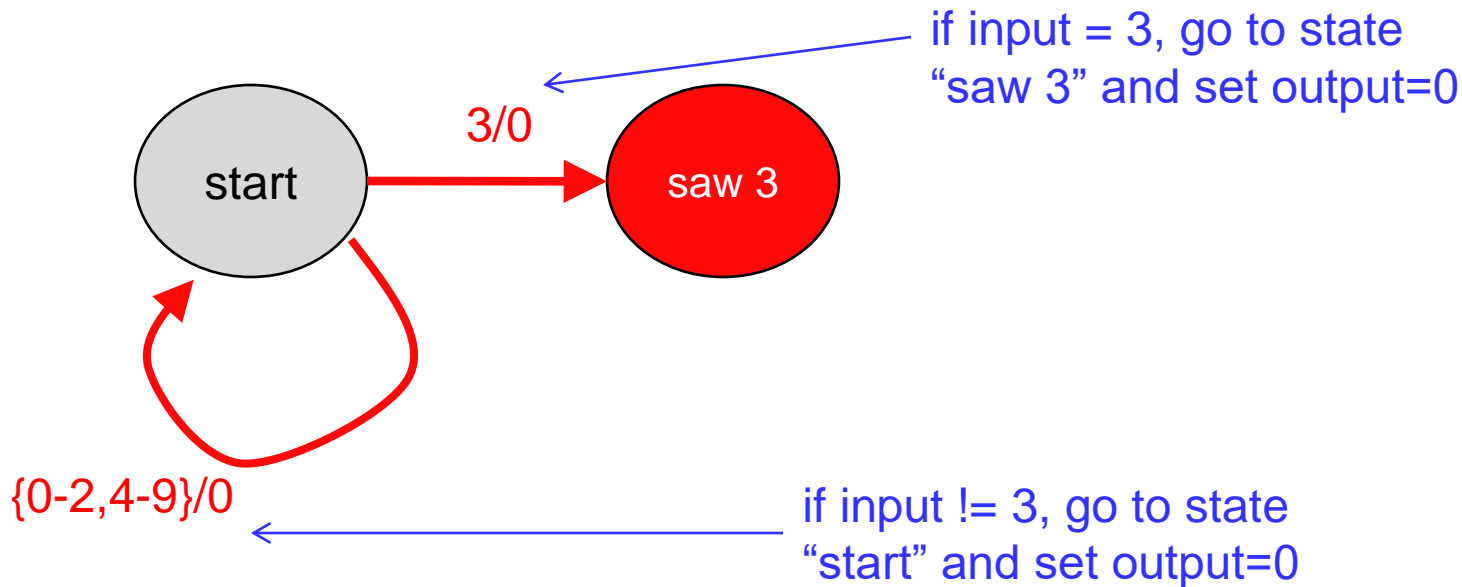 if input = 3, go to state
“saw 3” and set output=0
3/0
start
saw 3
{0-2,4-9}/0
if input != 3, go to state
“start” and set output=0